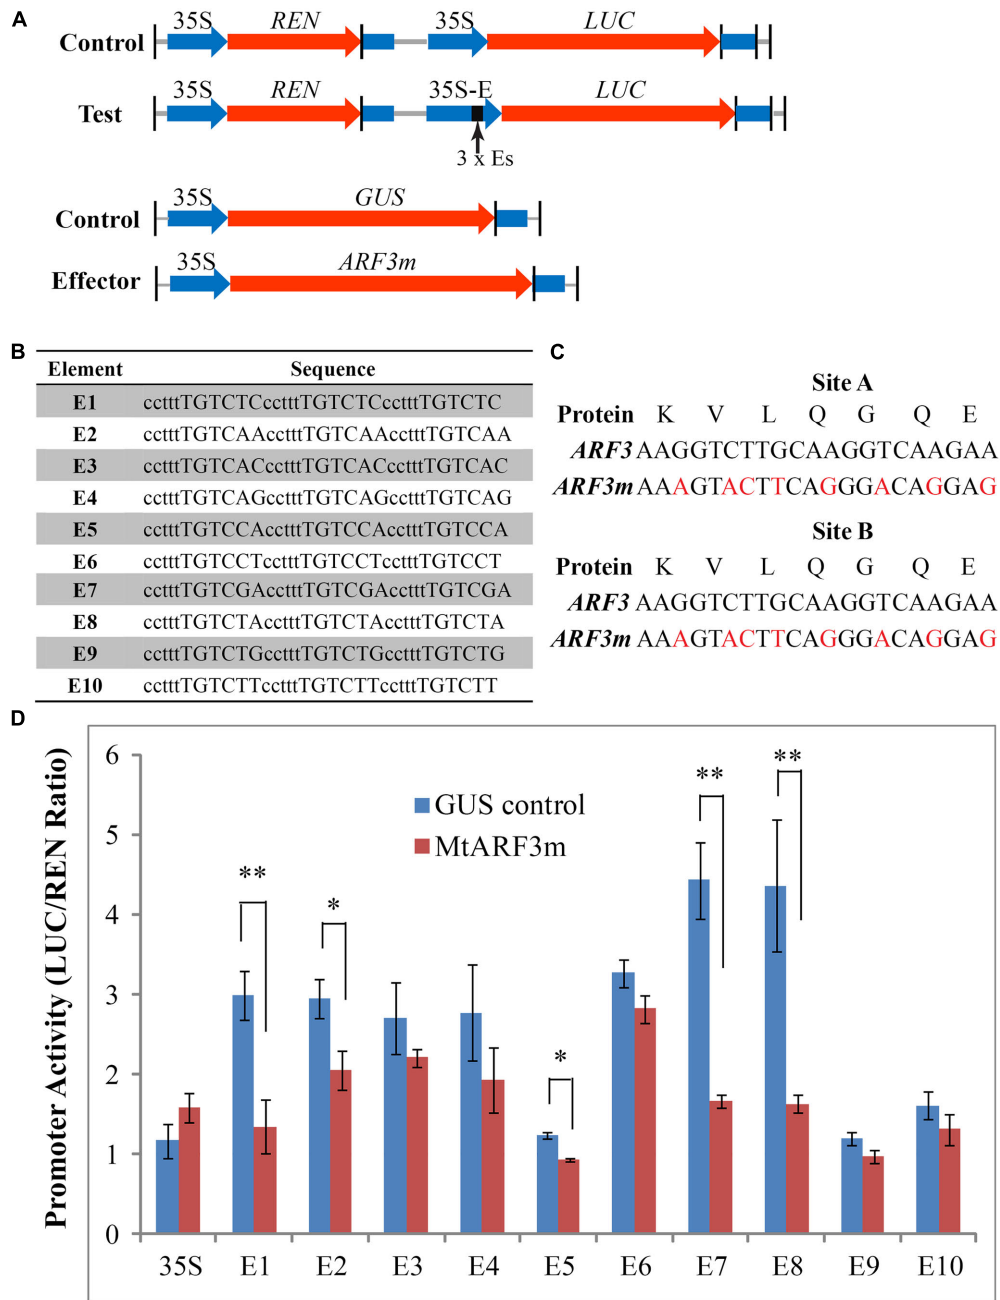 A
35S REN 35S LUC
Control
35S REN 35S-E LUC
Test
3 x Es
35S GUS
Control
35S ARF3m
Effector
B
Element Sequence
E1 cctttTGTCTCcctttTGTCTCcctttTGTCTC
E2 cctttTGTCAAcctttTGTCAAcctttTGTCAA
E3 cctttTGTCACcctttTGTCACcctttTGTCAC
E4 cctttTGTCAGcctttTGTCAGcctttTGTCAG
E5 cctttTGTCCAcctttTGTCCAcctttTGTCCA
E6 cctttTGTCCTcctttTGTCCTcctttTGTCCT
E7 cctttTGTCGAcctttTGTCGAcctttTGTCGA
E8 cctttTGTCTAcctttTGTCTAcctttTGTCTA
E9 cctttTGTCTGcctttTGTCTGcctttTGTCTG
E10 cctttTGTCTTcctttTGTCTTcctttTGTCTT
C
Site A
Protein K V L Q G Q E
ARF3 AAGGTCTTGCAAGGTCAAGAA
ARF3m AAAGTACTTCAGGGACAGGAG
Site B
Protein K V L Q G Q E
ARF3 AAGGTCTTGCAAGGTCAAGAA
ARF3m AAAGTACTTCAGGGACAGGAG
D
Promoter Activity (LUC/REN Ratio)
6
5
4
3
2
1
0
GUS control
MtARF3m
** * * ** **
35S E1 E2 E3 E4 E5 E6 E7 E8 E9 E10